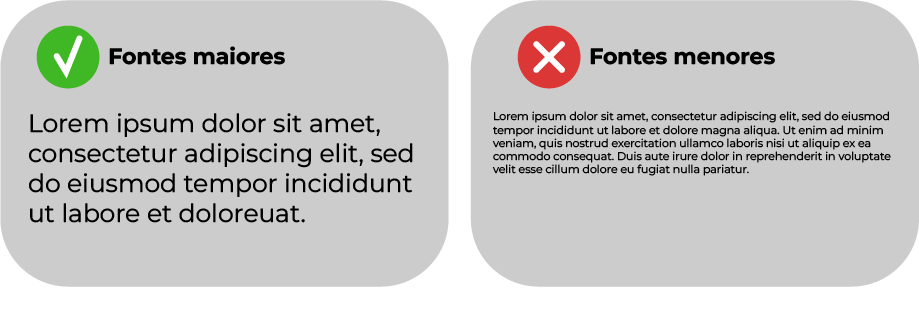 Fontes maiores
Lorem ipsum dolor sit amet,
consectetur adipiscing elit, sed
do eiusmod tempor incididunt
ut labore et doloreuat.
Fontes menores
Lorem ipsum dolor sit amet, consectetur adipiscing elit, sed do eiusmod
tempor incididunt ut labore et dolore magna aliqua. Ut enim ad minim
veniam, quis nostrud exercitation ullamco laboris nisi ut aliquip ex ea
commodo consequat. Duis aute irure dolor in reprehenderit in voluptate
velit esse cillum dolore eu fugiat nulla pariatur.